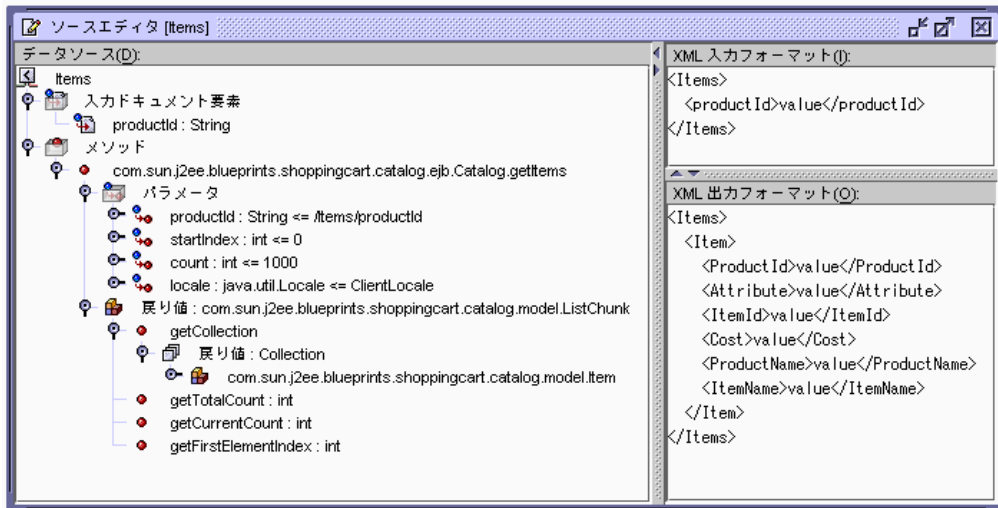 ソースエディタ [Items]
データソース(D):
Items
入力ドキュメント要素
productId : String
メソッド
com.sun.j2ee.blueprints.shoppingcart.catalog.ejb.Catalog.getItems
パラメータ
productId : String <= /Items/productId
startIndex : int <= 0
count : int <= 1000
locale : java.util.Locale <= ClientLocale
戻り値 : com.sun.j2ee.blueprints.shoppingcart.catalog.model.ListChunk
getCollection
戻り値 : Collection
com.sun.j2ee.blueprints.shoppingcart.catalog.model.Item
getTotalCount : int
getCurrentCount : int
getFirstElementIndex : int
XML 入力フォーマット(I):
<Items>
<productId>value</productId>
</Items>
XML 出力フォーマット(O):
<Items>
<Item>
<ProductId>value</ProductId>
<Attribute>value</Attribute>
<ItemId>value</ItemId>
<Cost>value</Cost>
<ProductName>value</ProductName>
<ItemName>value</ItemName>
</Item>
</Items>